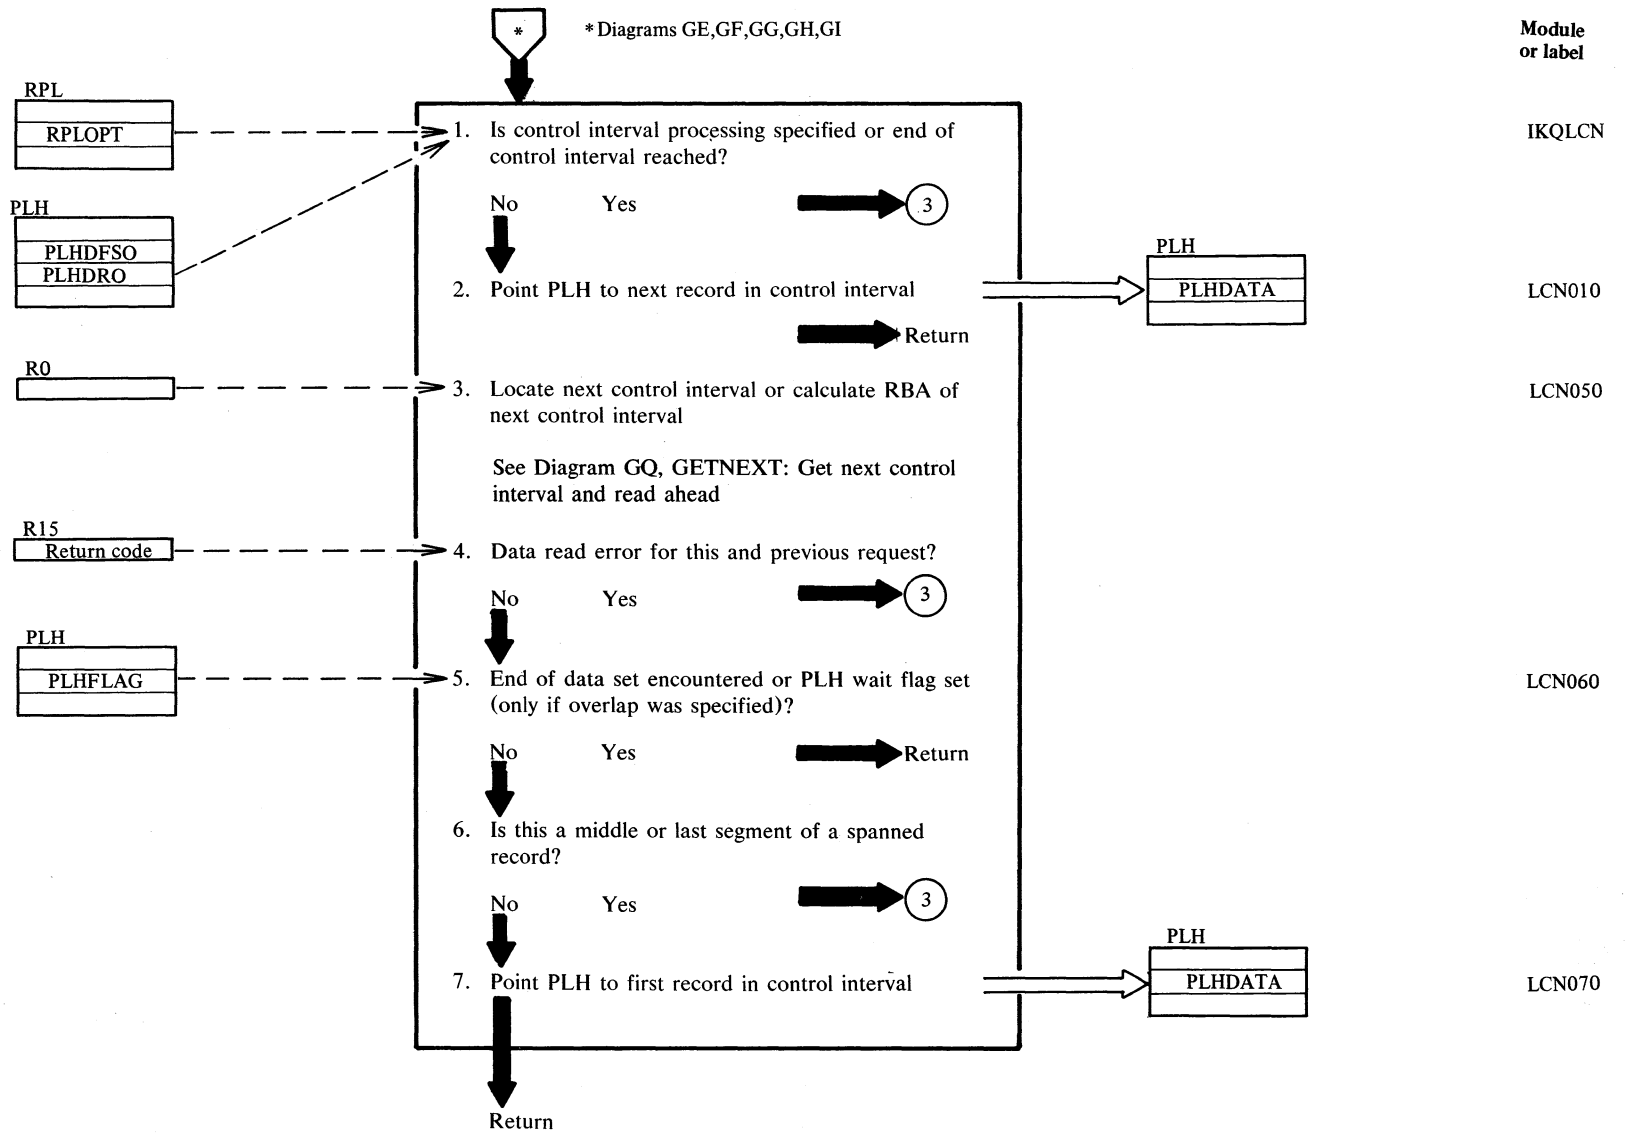 * *Diagrams GE,GF,GG,GH,GI
Module
or label
RPL
RPLOPT
1. Is control interval processing specified or end of
control interval reached?
IKQLCN
No Yes 3
PLH
PLHDFSO
PLHDRO
2. Point PLH to next record in control interval
PLH
PLHDATA
LCN010
Return
R0
3. Locate next control interval or calculate RBA of
next control interval
LCN050
See Diagram GQ, GETNEXT: Get next control
interval and read ahead
R15
Return code
4. Data read error for this and previous request?
No Yes 3
PLH
PLHFLAG
5. End of data set encountered or PLH wait flag set
(only if overlap was specified)?
LCN060
No Yes Return
6. Is this a middle or last segment of a spanned
record?
No Yes 3
7. Point PLH to first record in control interval
PLH
PLHDATA
LCN070
Return